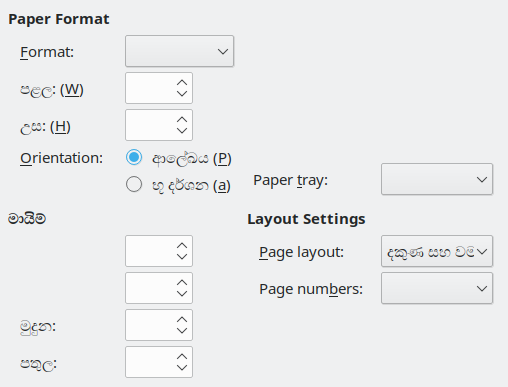 Paper Format
Format:
පළල: (W)
උස: (H)
Orientation:
ආලේඛය (P)
භූ දර්ශන (a)
Paper tray:
මායිම්
Layout Settings
Page layout:
දකුණ සහ වම
Page numbers:
මුදුන:
පතුල: